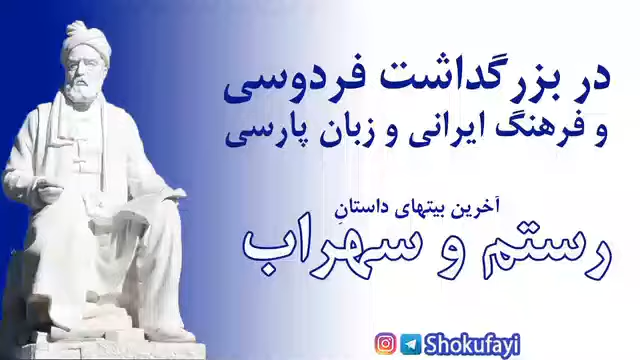 در بزرگداشت فردوسی
و فرهنگ ایرانی و زبان پارسی
آخرین بیتهای داستانِ
رستم و سهراب
Shokufayi